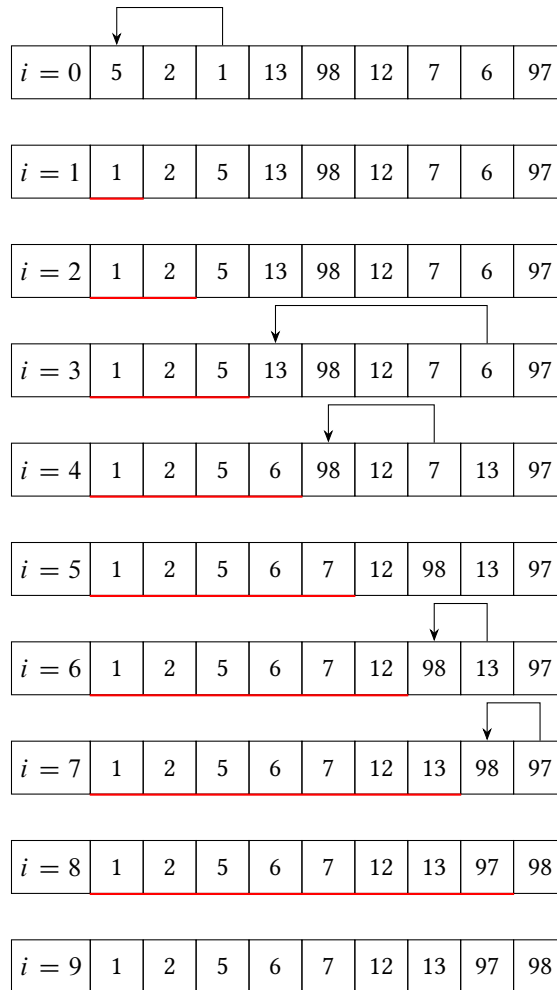 i = 0 5 2 1 13 98 12 7 6 97
i = 1 1 2 5 13 98 12 7 6 97
i = 2 1 2 5 13 98 12 7 6 97
i = 3 1 2 5 13 98 12 7 6 97
i = 4 1 2 5 6 98 12 7 13 97
i = 5 1 2 5 6 7 12 98 13 97
i = 6 1 2 5 6 7 12 98 13 97
i = 7 1 2 5 6 7 12 13 98 97
i = 8 1 2 5 6 7 12 13 97 98
i = 9 1 2 5 6 7 12 13 97 98